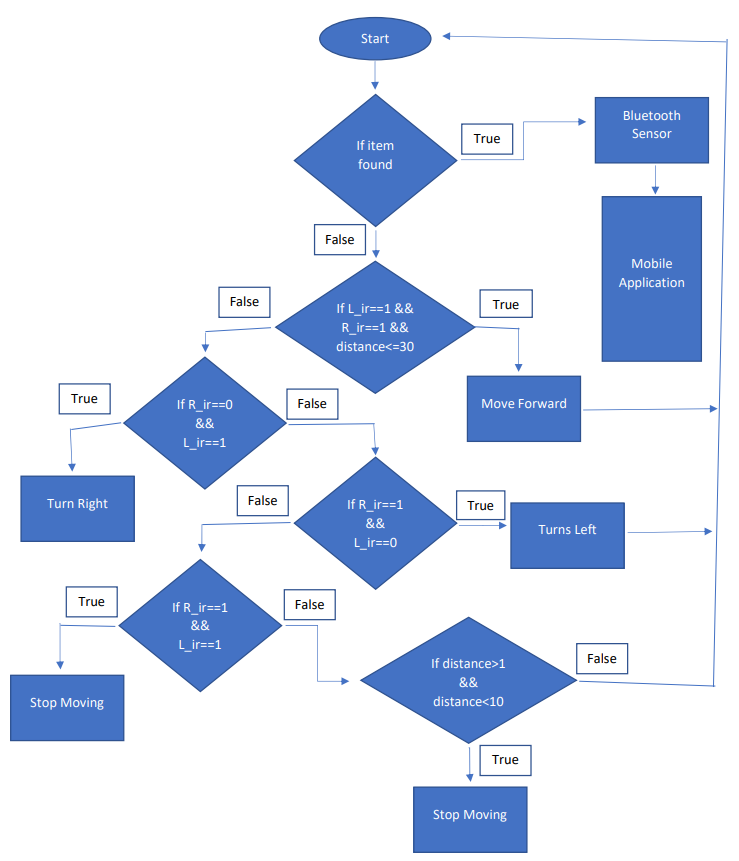 Start
If item
found
True
Bluetooth
Sensor
Mobile
Application
False
If L_ir==1 &&
R_ir==1 &&
distance<=30
False
True
Move Forward
If R_ir==0
&&
L_ir==1
True
False
Turn Right
If R_ir==1
&&
L_ir==0
False
True
Turns Left
If R_ir==1
&&
L_ir==1
True
False
Stop Moving
If distance>1
&&
distance<10
False
True
Stop Moving